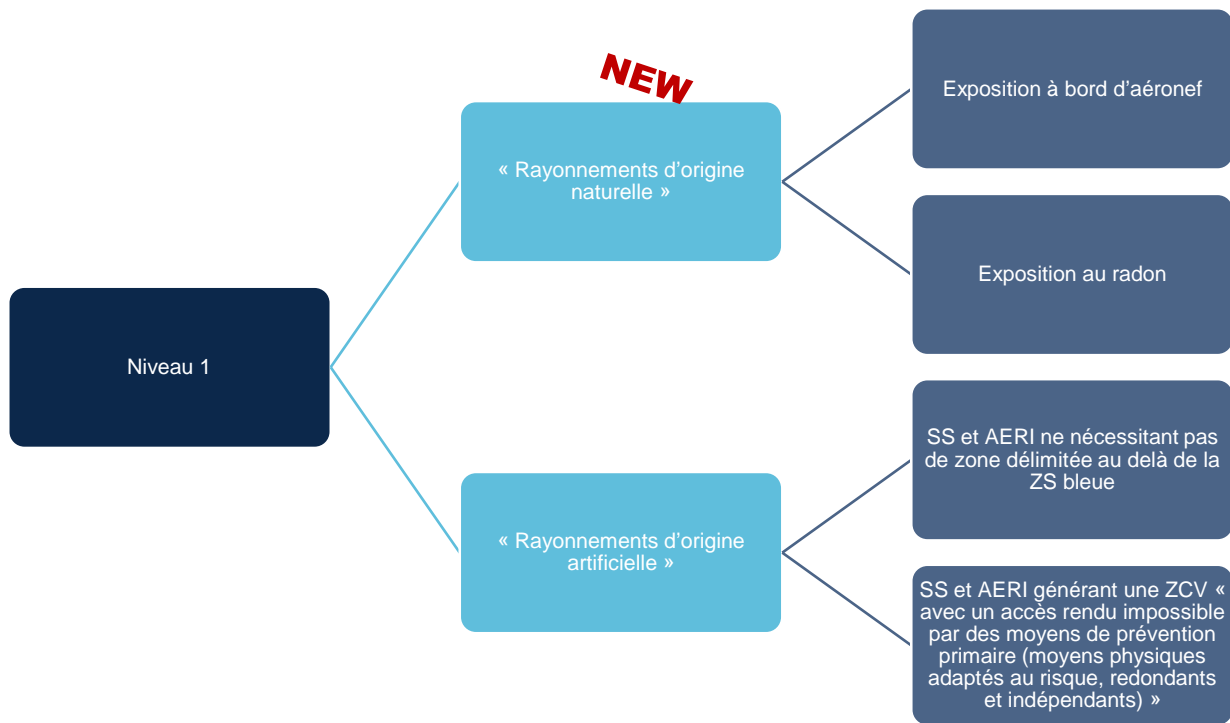 NEW
« Rayonnements d'origine
naturelle »
Exposition à bord d'aéronef
Exposition au radon
Niveau 1
« Rayonnements d'origine
artificielle »
SS et AERI ne nécessitant pas
de zone délimitée au delà de la
ZS bleue
SS et AERI générant une ZCV «
avec un accès rendu impossible
par des moyens de prévention
primaire (moyens physiques
adaptés au risque, redondants
et indépendants) »